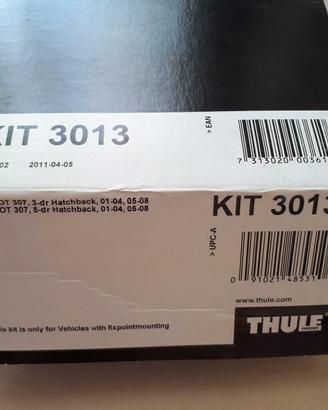 KIT 3013
> EAN
02 2011-04-05
7 313020 00361
OT 307, 3-dr Hatchback, 01-04, 05-08
OT 307, 5-dr Hatchback, 01-04, 05-08
KIT 3013
> UPC-A
0 91021 48531
www.thule.com
is kit is only for Vehicles with fixpointmounting
THULE
SWEDEN